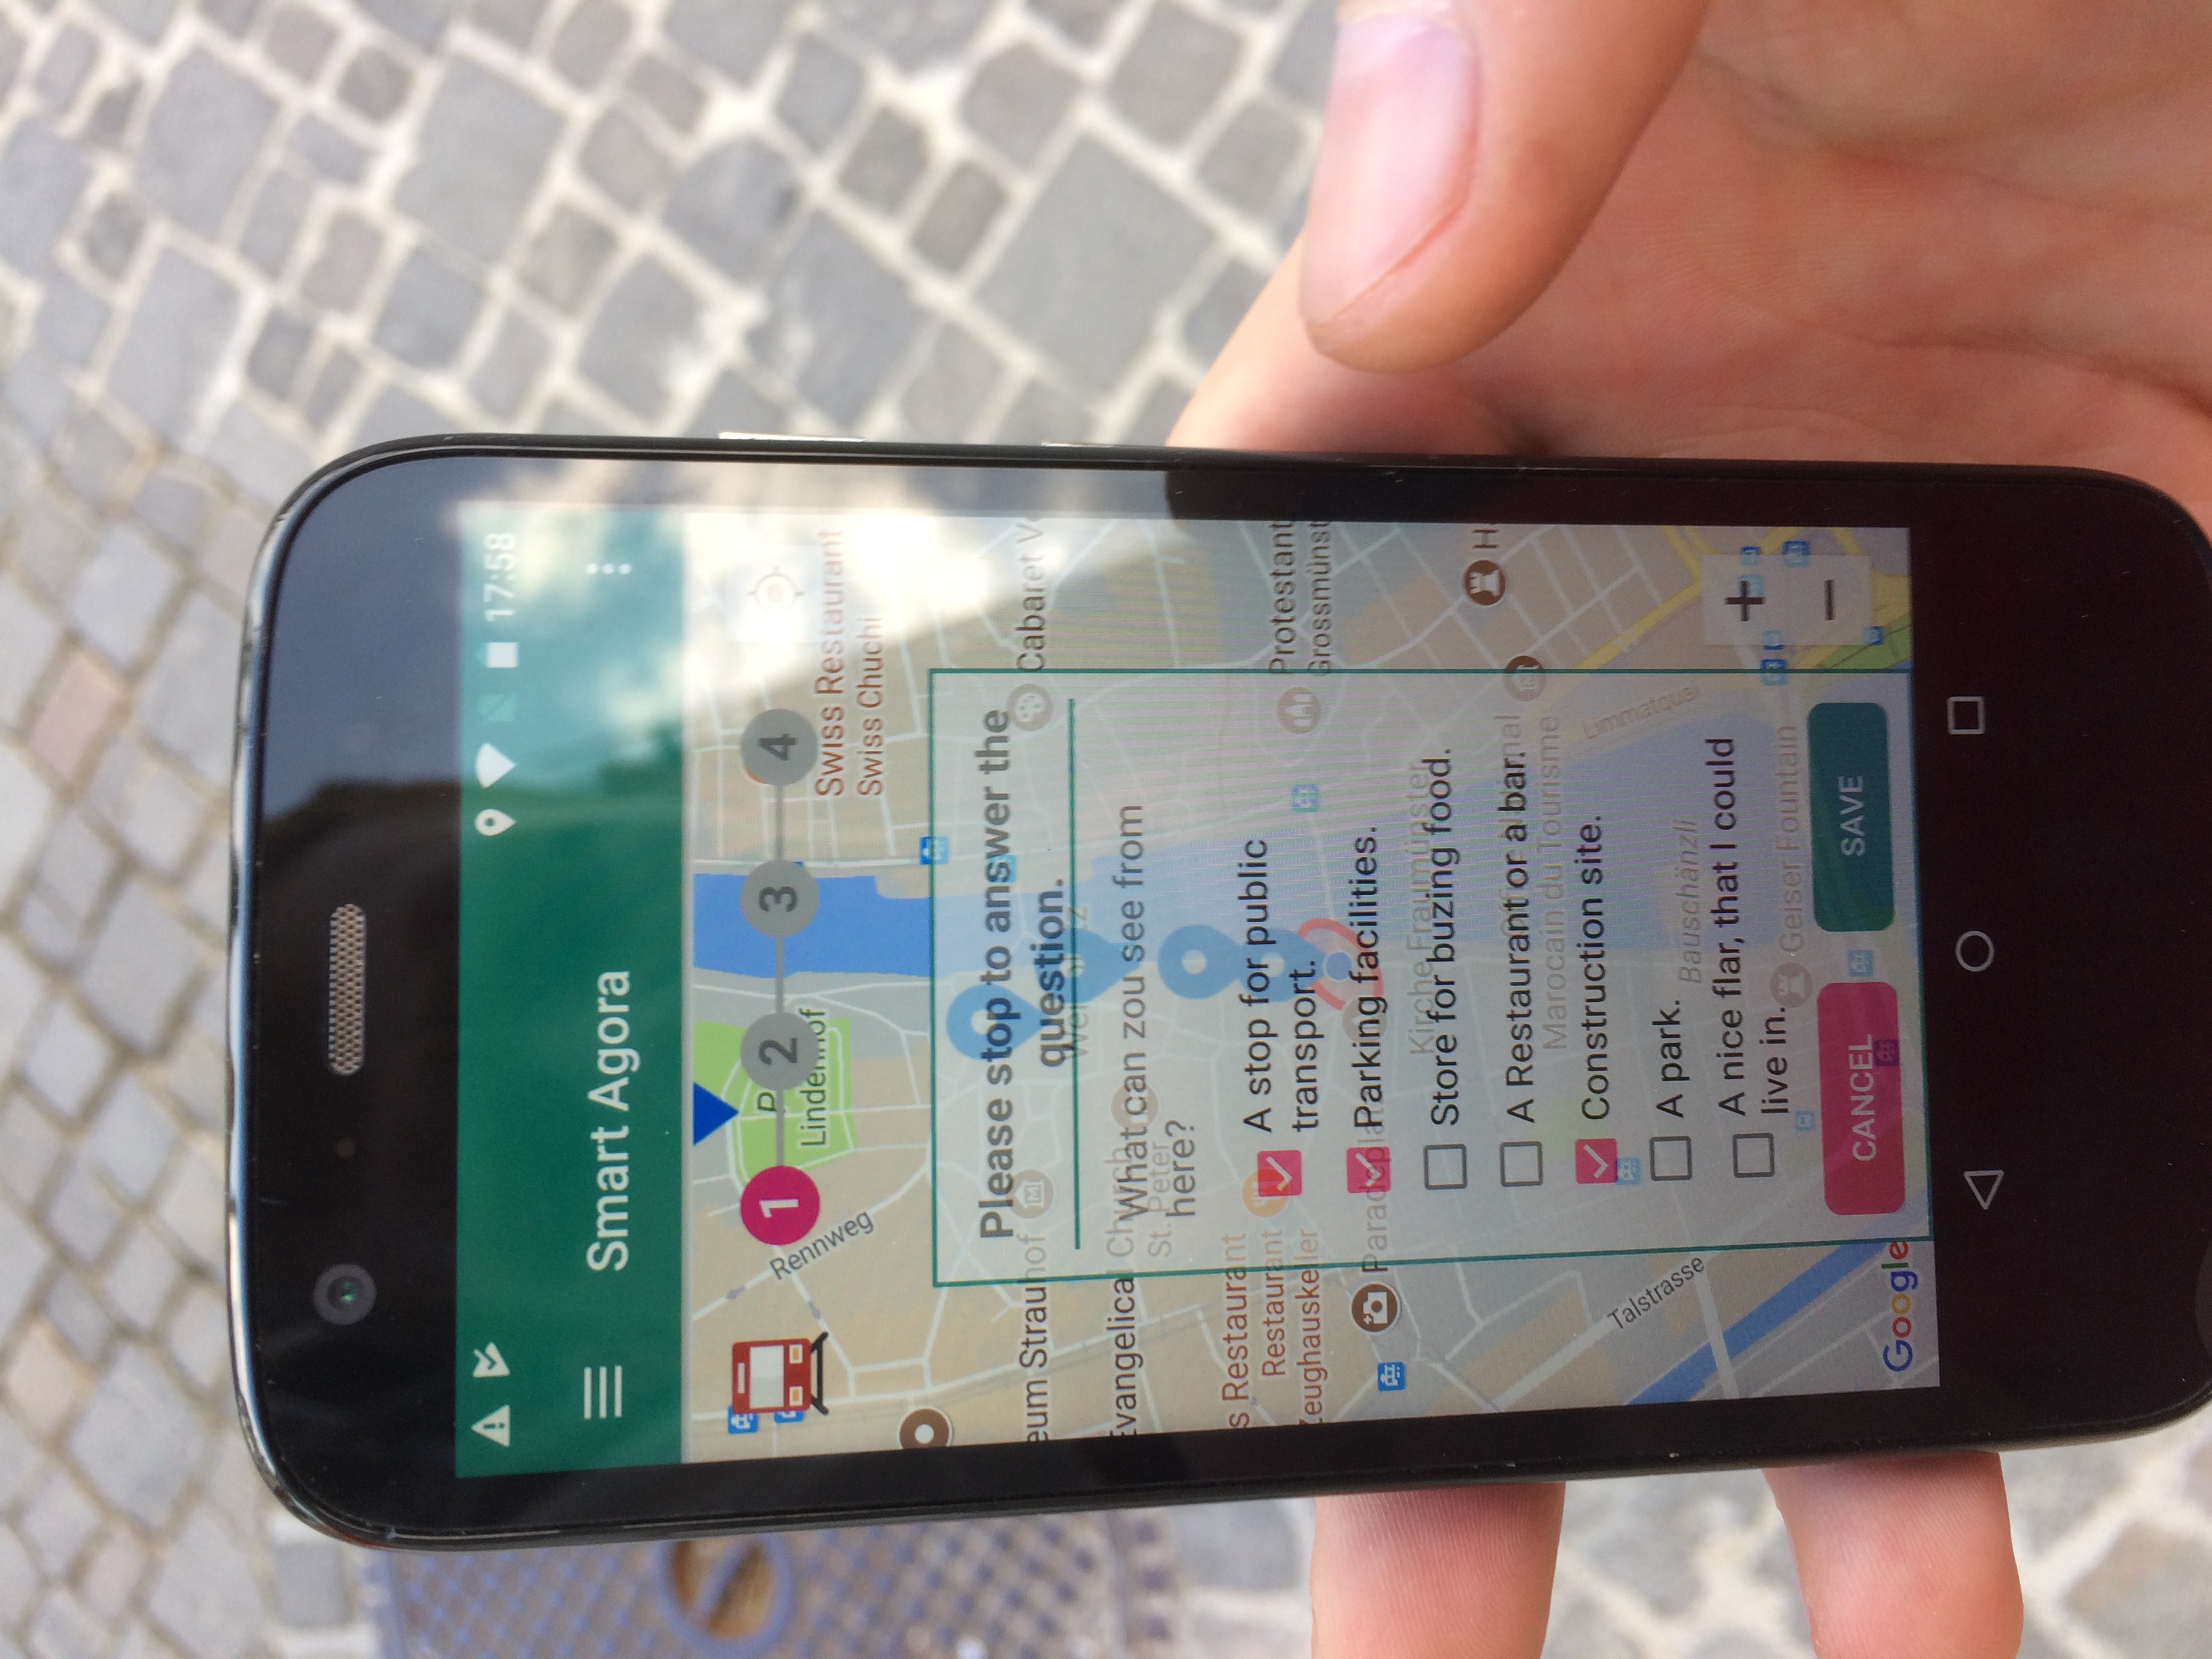 17:58
Smart Agora
1 2 3 4
Rennweg
Lindenhof
Swiss Restaurant
Swiss Chuchi
Please stop to answer the
question.
eum Strauhof
Cabaret V
Evangelical Church
St. Peter
What can zou see from
here?
s Restaurant
Restaurant
Zeughauskeller
A stop for public
transport.
Protestant
Grossmünst
Parking facilities.
Kirche Fraumünster
Store for buzing food.
H
A Restaurant or a bar.
Marocain du Tourisme
Construction site.
Talstrasse
Limmatquai
A park.
Bauschänzli
A nice flar, that I could
live in.
Geiser Fountain
CANCEL
SAVE
Google